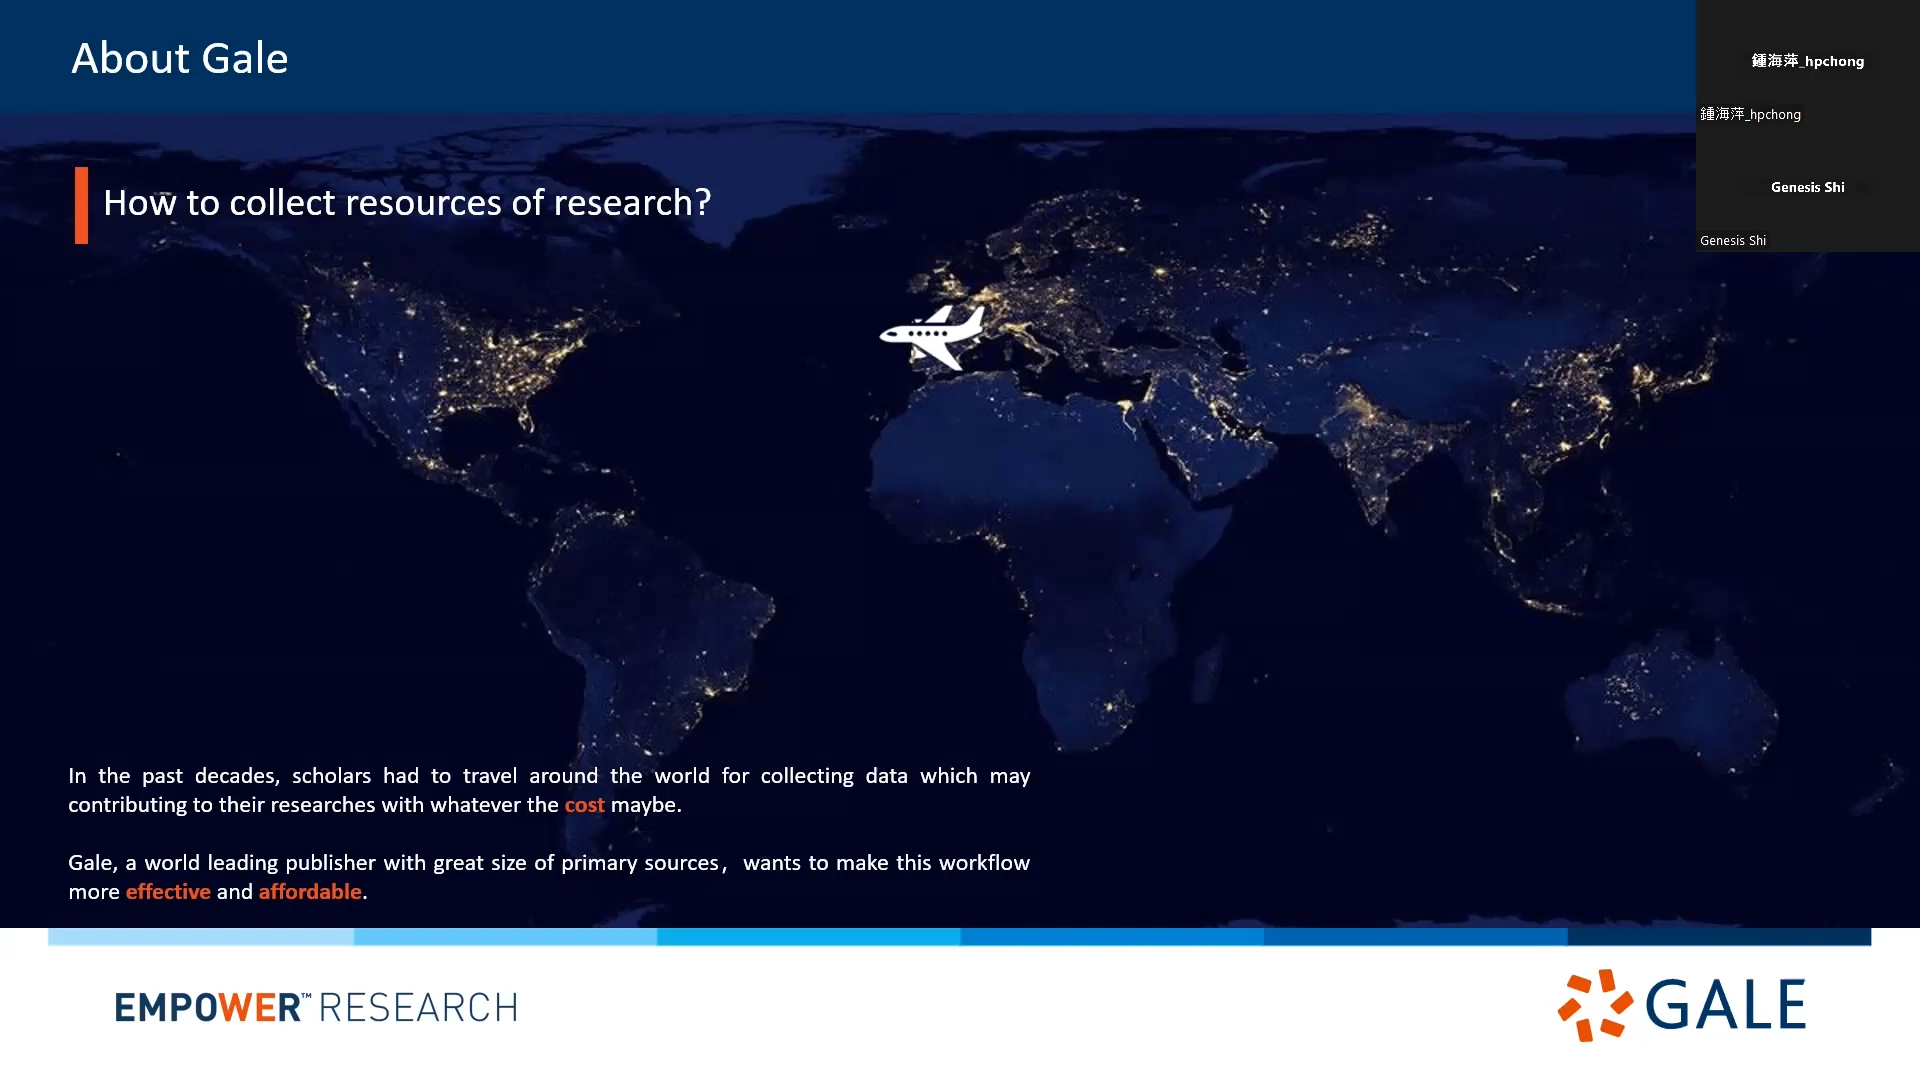 About Gale
鍾海萍_hpchong
鍾海萍_hpchong
Genesis Shi
Genesis Shi
How to collect resources of research?
In the past decades, scholars had to travel around the world for collecting data which may
contributing to their researches with whatever the cost maybe.
Gale, a world leading publisher with great size of primary sources，wants to make this workflow
more effective and affordable.
EMPOWER™ RESEARCH
GALE